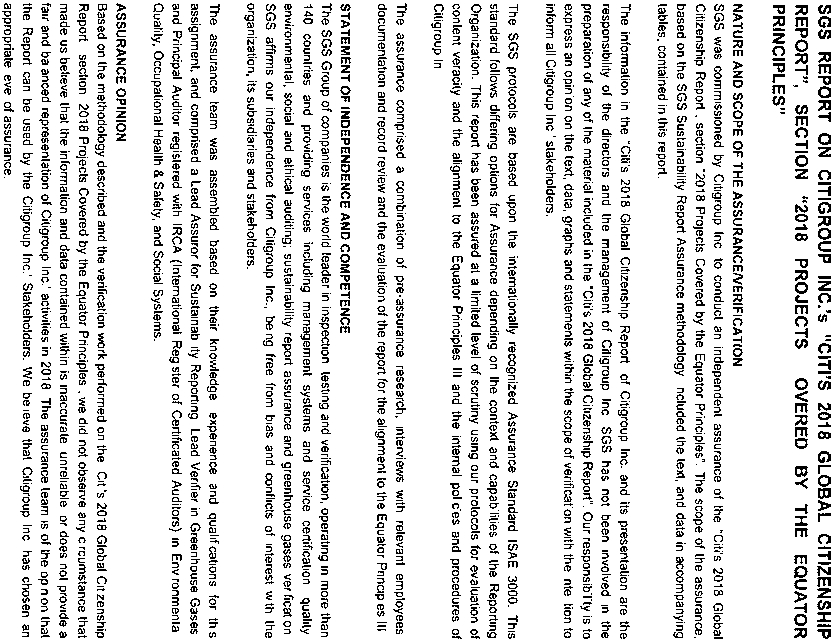 SGS REPORT ON CITIGROUP INC.'s "CITI'S 2018 GLOBAL CITIZENSHIP
REPORT", SECTION "2018 PROJECTS OVERED BY THE EQUATOR
PRINCIPLES"
NATURE AND SCOPE OF THE ASSURANCE/VERIFICATION
SGS was commissioned by Citigroup Inc to conduct an independent assurance of the "Citi's 2018 Global
Citizenship Report , section "2018 Projects Covered by the Equator Principles". The scope of the assurance,
based on the SGS Sustainability Report Assurance methodology ncluded the text, and data in accompanying
tables, contained in this report.
The information in the "Citi's 2018 Global Citizenship Report of Citigroup Inc. and its presentation are the
responsibility of the directors and the management of Citigroup Inc SGS has not been involved in the
preparation of any of the material included in the "Citi's 2018 Global Citizenship Report". Our responsibility is to
express an opinion on the text, data, graphs and statements within the scope of verification with the nte tion to
inform all Citigroup Inc ' stakeholders.
The SGS protocols are based upon the internationally recognized Assurance Standard ISAE 3000. This
standard follows differing options for Assurance depending on the context and capab lities of the Reporting
Organization. This report has been assured at a limited level of scrutiny using our protocols for evaluation of
content veracity and the alignment to the Equator Principles III and the internal pol cies and procedures of
Citigroup In
The assurance comprised a combination of pre-assurance research, interviews with relevant employees
documentation and record review and the evaluation of the report for the alignment to the Equator Princip es III
STATEMENT OF INDEPENDENCE AND COMPETENCE
The SGS Group of companies is the world leader in inspection testing and verification, operating in more than
140 countries and providing services including management systems and service certification quality
environmental, social and ethical auditing, sustainability report assurance and greenhouse gases ver ficat on
SGS affirms our independence from Citigroup Inc., be ng free from bias and conflicts of interest with the
organization, its subsidiaries and stakeholders.
The assurance team was assembled based on their knowledge experience and qualif cations for th s
assignment, and comprised a Lead Assuror for Sustainab ity Reporting Lead Verifier in Greenhouse Gases
and Principal Auditor registered with IRCA (International Reg ster of Certificated Auditors) in Env ronmenta
Quality, Occupational Health & Safety, and Social Systems.
ASSURANCE OPINION
Based on the methodology described and the verification work performed on the Cit 's 2018 Global Citizenship
Report section 2018 Projects Covered by the Equator Principles , we did not observe any c rcumstance that
made us believe that the information and data contained within is inaccurate unreliable or does not provide a
fair and ba anced representation of Citigroup Inc.' activities in 2018 The assurance team is of the op n on that
the Report can be used by the Citigroup Inc.' Stakeholders. We be ieve that Citigroup Inc has chosen an
appropriate eve of assurance.